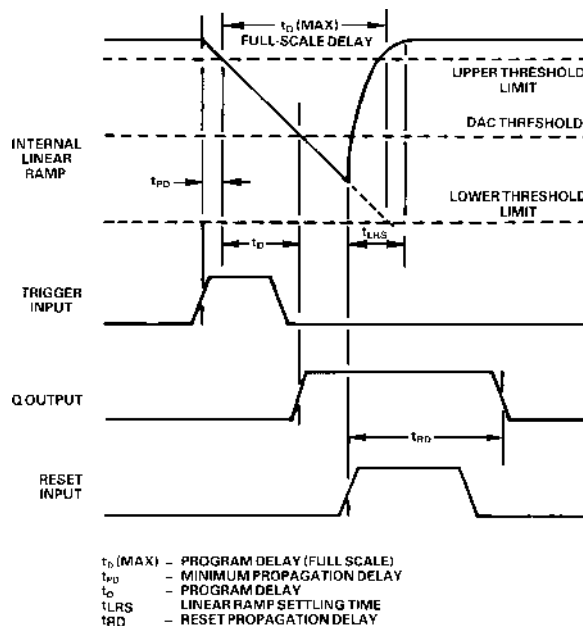 tD (MAX)
FULL-SCALE DELAY
UPPER THRESHOLD
LIMIT
DAC THRESHOLD
INTERNAL
LINEAR
RAMP
tPD
LOWER THRESHOLD
LIMIT
tD
tLRS
TRIGGER
INPUT
Q OUTPUT
tRD
RESET
INPUT
tD (MAX) – PROGRAM DELAY (FULL SCALE)
tPD – MINIMUM PROPAGATION DELAY
tD – PROGRAM DELAY
tLRS LINEAR RAMP SETTLING TIME
tRD – RESET PROPAGATION DELAY